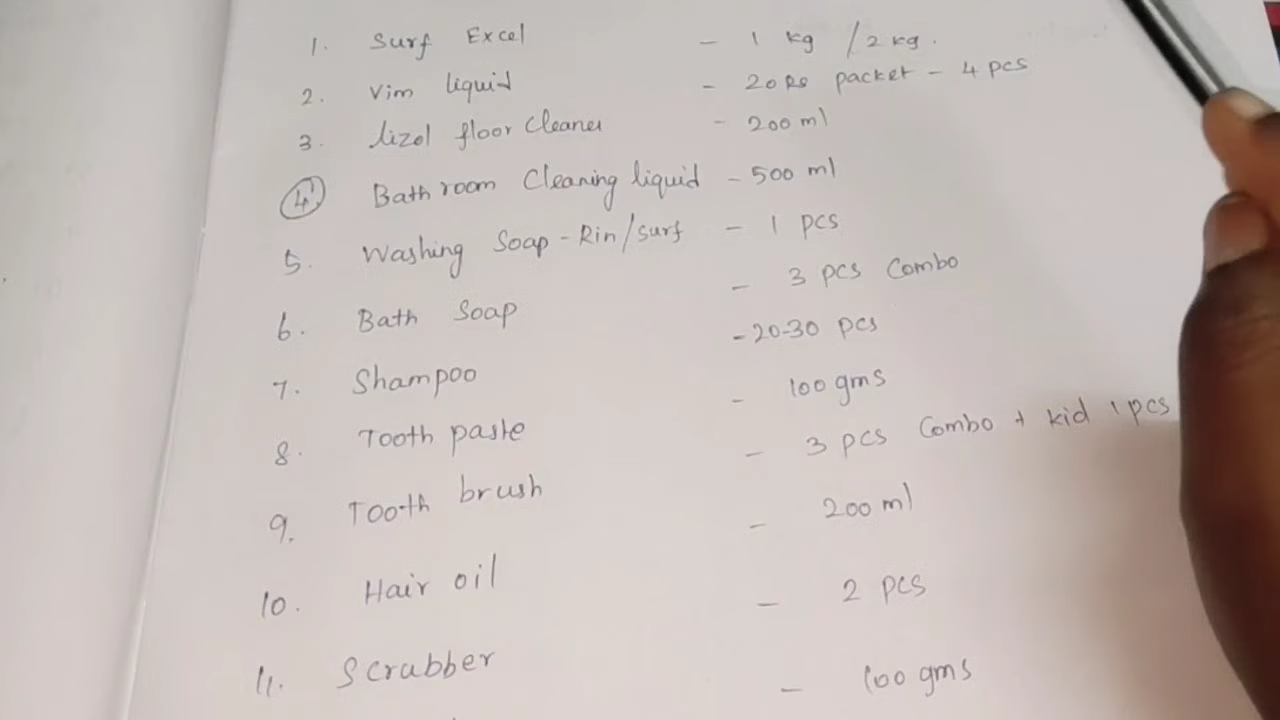 1. Surf Excel - 1 kg / 2 kg.
2. Vim liquid - 20 Rs packet - 4 pcs
3. lizol floor cleaner - 200 ml
4. Bath room Cleaning liquid - 500 ml
5. Washing Soap - Rin/surf - 1 pcs
6. Bath Soap - 3 pcs Combo
7. Shampoo - 20-30 pcs
8. Tooth paste - 100 gms
9. Tooth brush - 3 pcs Combo + kid 1 pcs
10. Hair oil - 200 ml
11. Scrubber - 2 pcs
- 100 gms